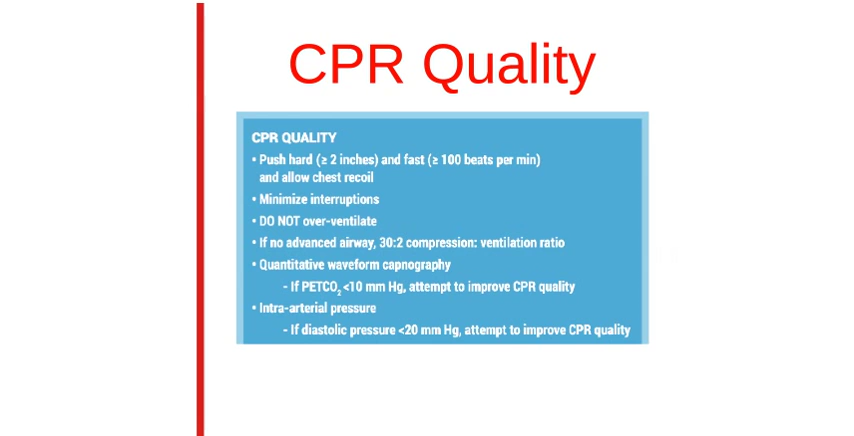 CPR Quality
CPR QUALITY
• Push hard (≥ 2 inches) and fast (≥ 100 beats per min)
and allow chest recoil
• Minimize interruptions
• DO NOT over-ventilate
• If no advanced airway, 30:2 compression: ventilation ratio
• Quantitative waveform capnography
- If PETCO₂ <10 mm Hg, attempt to improve CPR quality
• Intra-arterial pressure
- If diastolic pressure <20 mm Hg, attempt to improve CPR quality